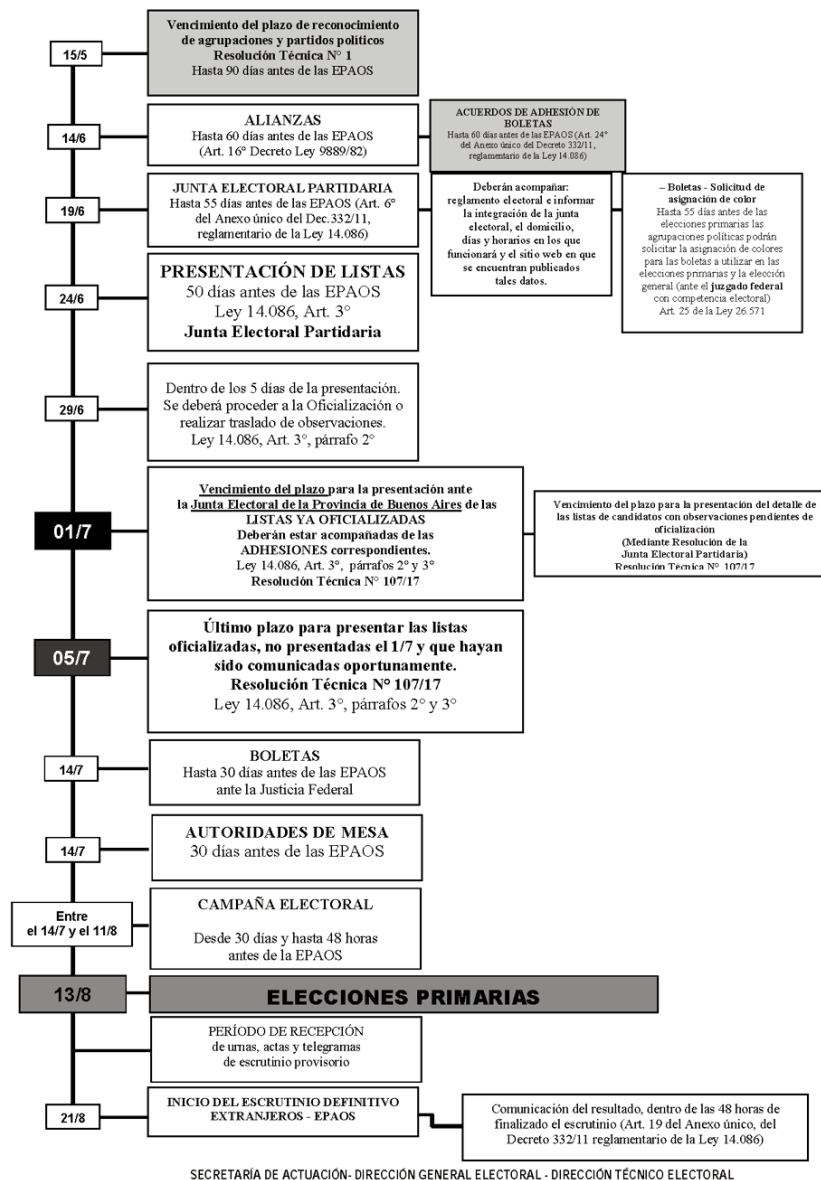 15/5
Vencimiento del plazo de reconocimiento
de agrupaciones y partidos políticos
Resolución Técnica N° 1
Hasta 90 días antes de las EPAOS
14/6
ALIANZAS
Hasta 60 días antes de las EPAOS
(Art. 16° Decreto Ley 9889/82)
ACUERDOS DE ADHESIÓN DE
BOLETAS
Hasta 60 días antes de las EPAOS (Art. 24°
del Anexo único del Decreto 332/11,
reglamentario de la Ley 14.086)
19/6
JUNTA ELECTORAL PARTIDARIA
Hasta 55 días antes de las EPAOS (Art. 6°
del Anexo único del Dec.332/11,
reglamentario de la Ley 14.086)
Deberán acompañar:
reglamento electoral e informar
la integración de la junta
electoral, el domicilio,
días y horarios en los que
funcionará y el sitio web en que
se encuentran publicados
tales datos.
– Boletas - Solicitud de
asignación de color
Hasta 55 días antes de las
elecciones primarias las
agrupaciones políticas podrán
solicitar la asignación de colores
para las boletas a utilizar en las
elecciones primarias y la elección
general (ante el juzgado federal
con competencia electoral)
Art. 25 de la Ley 26.571
24/6
PRESENTACIÓN DE LISTAS
50 días antes de las EPAOS
Ley 14.086, Art. 3°
Junta Electoral Partidaria
29/6
Dentro de los 5 días de la presentación.
Se deberá proceder a la Oficialización o
realizar traslado de observaciones.
Ley 14.086, Art. 3°, párrafo 2°
01/7
Vencimiento del plazo para la presentación ante
la Junta Electoral de la Provincia de Buenos Aires de las
LISTAS YA OFICIALIZADAS
Deberán estar acompañadas de las
ADHESIONES correspondientes.
Ley 14.086, Art. 3°, párrafos 2° y 3°
Resolución Técnica N° 107/17
Vencimiento del plazo para la presentación del detalle de
las listas de candidatos con observaciones pendientes de
oficialización
(Mediante Resolución de la
Junta Electoral Partidaria)
Resolución Técnica N° 107/17
05/7
Último plazo para presentar las listas
oficializadas, no presentadas el 1/7 y que hayan
sido comunicadas oportunamente.
Resolución Técnica N° 107/17
Ley 14.086, Art. 3°, párrafos 2° y 3°
14/7
BOLETAS
Hasta 30 días antes de las EPAOS
ante la Justicia Federal
14/7
AUTORIDADES DE MESA
30 días antes de las EPAOS
Entre
el 14/7 y el 11/8
CAMPAÑA ELECTORAL
Desde 30 días y hasta 48 horas
antes de la EPAOS
13/8
ELECCIONES PRIMARIAS
PERÍODO DE RECEPCIÓN
de urnas, actas y telegramas
de escrutinio provisorio
21/8
INICIO DEL ESCRUTINIO DEFINITIVO
EXTRANJEROS - EPAOS
Comunicación del resultado, dentro de las 48 horas de
finalizado el escrutinio (Art. 19 del Anexo único, del
Decreto 332/11 reglamentario de la Ley 14.086)
SECRETARÍA DE ACTUACIÓN- DIRECCIÓN GENERAL ELECTORAL - DIRECCIÓN TÉCNICO ELECTORAL